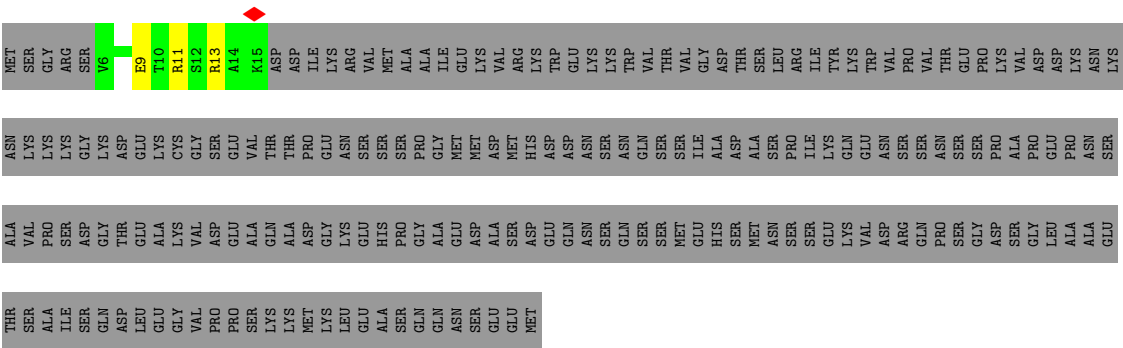 MET SER GLY ARG SER V6 E9 T10 R11 S12 R13 A14 K15 ASP ASP ILE LYS ARG VAL MET ALA ALA ILE GLU LYS VAL ARG LYS TRP GLU LYS LYS TRP VAL THR VAL GLY ASP THR SER LEU ARG ILE TYR LYS TRP VAL PRO VAL THR GLU PRO LYS VAL ASP ASP LYS ASN LYS
ASN LYS LYS LYS GLY LYS ASP GLU LYS CYS GLY SER GLU VAL THR THR PRO GLU ASN SER SER SER PRO GLY MET MET ASP MET HIS ASP ASP ASN SER ASN GLN SER SER ILE ALA ASP ALA SER PRO ILE LYS GLN GLU ASN SER SER ASN SER SER PRO ALA PRO GLU PRO ASN SER
ALA VAL PRO SER ASP GLY THR GLU ALA LYS VAL ASP GLU ALA GLN ALA ASP GLY LYS GLU HIS PRO GLY ALA GLU ASP ALA SER ASP GLU GLN ASN SER GLN SER SER MET GLU HIS SER MET ASN SER SER GLU LYS VAL ASP ARG GLN PRO SER GLY ASP SER GLY LEU ALA ALA GLU
THR SER ALA ILE SER GLN ASP LEU GLU GLY VAL PRO PRO SER LYS LYS MET LYS LEU GLU ALA SER GLN GLN ASN SER GLU GLU MET